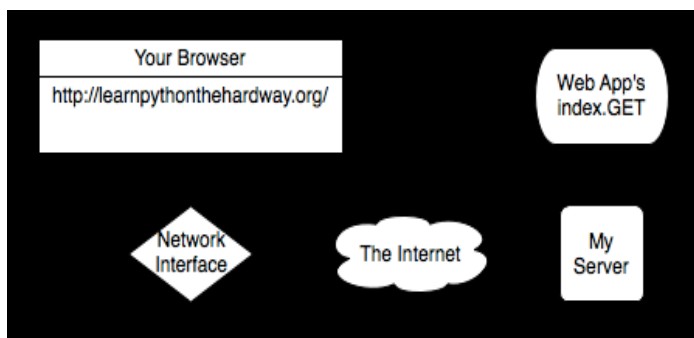 Your Browser
http://learnpythonthehardway.org/
Web App's
index.GET
Network
Interface
The Internet
My
Server